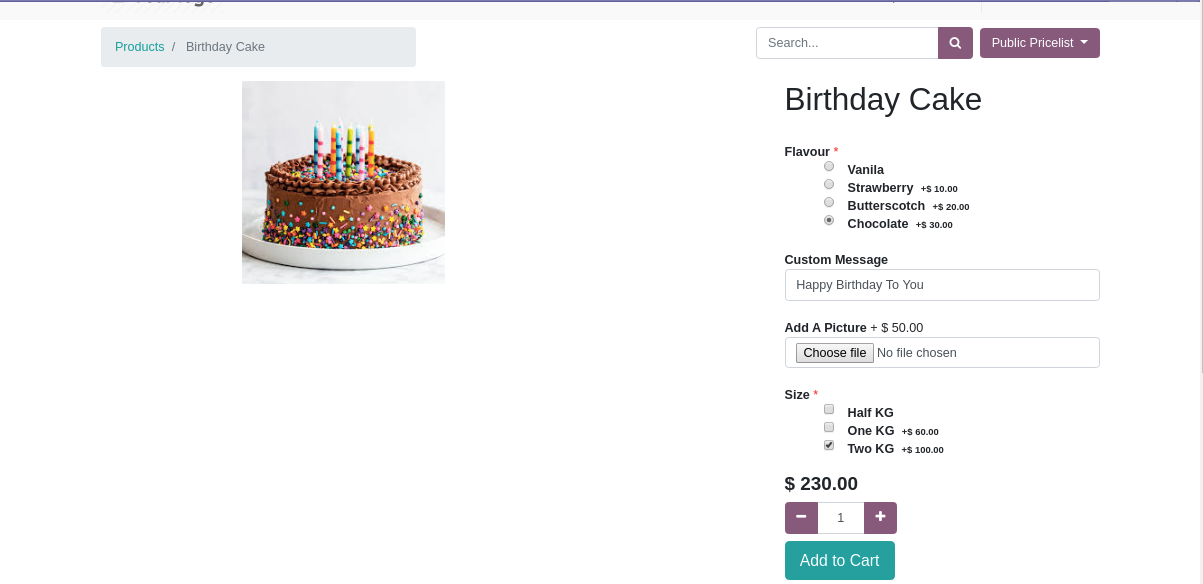 Products / Birthday Cake
Search...
Public Pricelist
Birthday Cake
Flavour *
Vanila
Strawberry +$ 10.00
Butterscotch +$ 20.00
Chocolate +$ 30.00
Custom Message
Happy Birthday To You
Add A Picture + $ 50.00
Choose file No file chosen
Size *
Half KG
One KG +$ 60.00
Two KG +$ 100.00
$ 230.00
1
Add to Cart